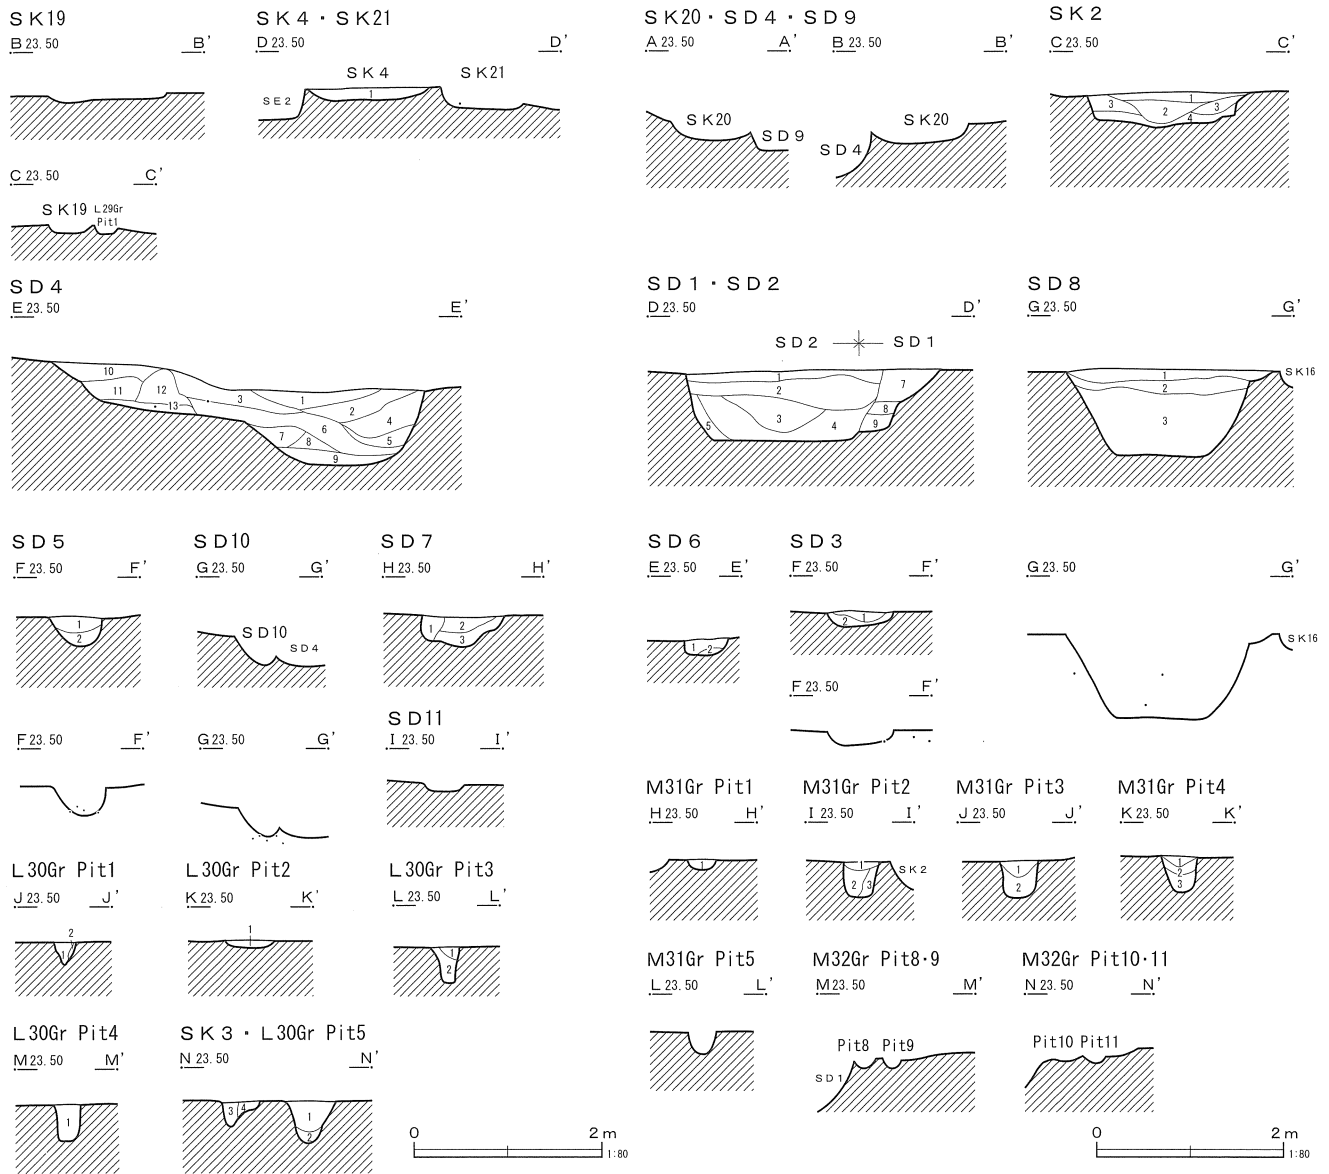 SK19
B 23.50 B'
C 23.50 C'
SK19 L29Gr
Pit1
SK4・SK21
D 23.50 D'
SK4 SK21
SE2 1
SK20・SD4・SD9
A 23.50 A' B 23.50 B'
SK20 SD9
SK20 SD4
SK2
C 23.50 C'
1
3 2 3
4
SD4
E 23.50 E'
10 12 3 1
11 13 2 4
6
7 8 5
9
SD1・SD2
D 23.50 D'
SD2 SD1
1 7
2
3 8
5 4 9
SD8
G 23.50 G'
SK16
1
2
3
SD5
F 23.50 F'
1
2
F 23.50 F'
SD10
G 23.50 G'
SD10
SD4
G 23.50 G'
SD7
H 23.50 H'
1 2
3
SD11
I 23.50 I'
SD6
E 23.50 E'
1 2
SD3
F 23.50 F'
2 1
F 23.50 F'
G 23.50 G'
SK16
L30Gr Pit1
J 23.50 J'
2
1
L30Gr Pit2
K 23.50 K'
1
L30Gr Pit3
L 23.50 L'
1
2
L30Gr Pit4
M 23.50 M'
1
SK3・L30Gr Pit5
N 23.50 N'
3 4 1
2
M31Gr Pit1
H 23.50 H'
1
M31Gr Pit2
I 23.50 I'
1 SK2
2 3
M31Gr Pit3
J 23.50 J'
1
2
M31Gr Pit4
K 23.50 K'
1
2
3
M31Gr Pit5
L 23.50 L'
M32Gr Pit8・9
M 23.50 M'
Pit8 Pit9
SD1
M32Gr Pit10・11
N 23.50 N'
Pit10 Pit11
0 2m
1:80
0 2m
1:80